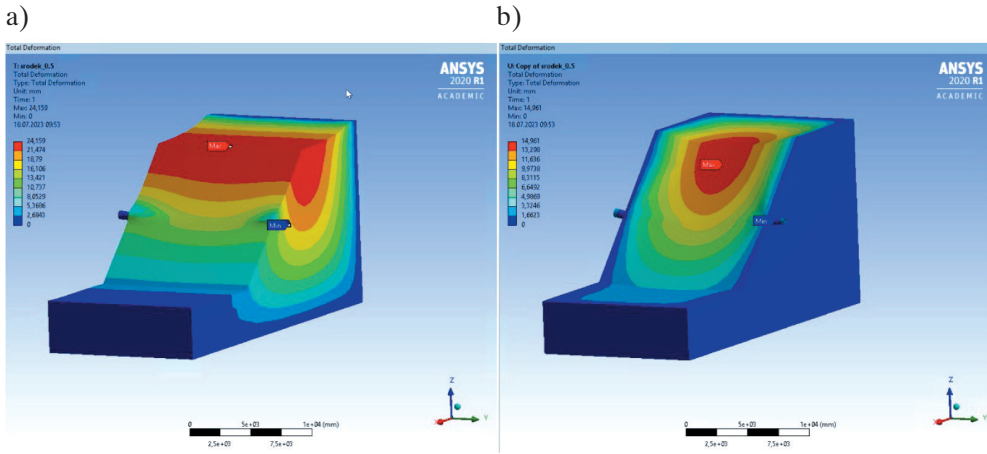 a)
b)
Total Deformation
T: srodek_0.5
Total Deformation
Type: Total Deformation
Unit: mm
Time: 1
Max: 24,159
Min: 0
18.07.2023 09:53
24,159
21,474
18,79
16,106
13,421
10,737
8,0529
5,3686
2,6843
0
ANSYS
2020 R1
ACADEMIC
Max
Min
Z
X
Y
0
5e+03
1e+04 (mm)
2,5e+03
7,5e+03
Total Deformation
U: Copy of srodek_0.5
Total Deformation
Type: Total Deformation
Unit: mm
Time: 1
Max: 14,961
Min: 0
18.07.2023 09:53
14,961
13,298
11,636
9,9738
8,3115
6,6492
4,9869
3,3246
1,6623
0
ANSYS
2020 R1
ACADEMIC
Max
Min
Z
X
Y
0
5e+03
1e+04 (mm)
2,5e+03
7,5e+03